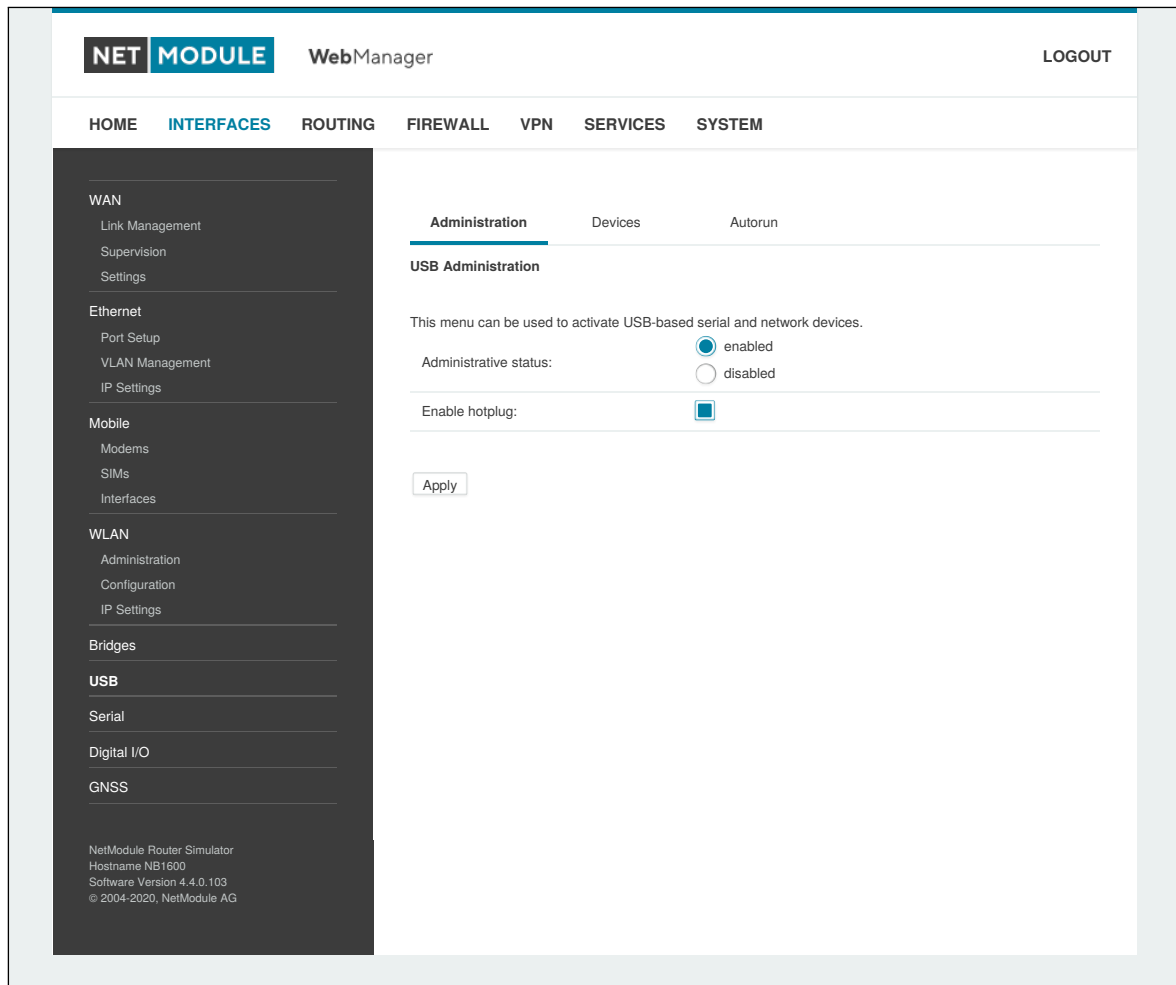 NET MODULE WebManager LOGOUT
HOME INTERFACES ROUTING FIREWALL VPN SERVICES SYSTEM
WAN
Link Management
Supervision
Settings
Ethernet
Port Setup
VLAN Management
IP Settings
Mobile
Modems
SIMs
Interfaces
WLAN
Administration
Configuration
IP Settings
Bridges
USB
Serial
Digital I/O
GNSS
NetModule Router Simulator
Hostname NB1600
Software Version 4.4.0.103
© 2004-2020, NetModule AG
Administration Devices Autorun
USB Administration
This menu can be used to activate USB-based serial and network devices.
Administrative status:
enabled
disabled
Enable hotplug:
Apply